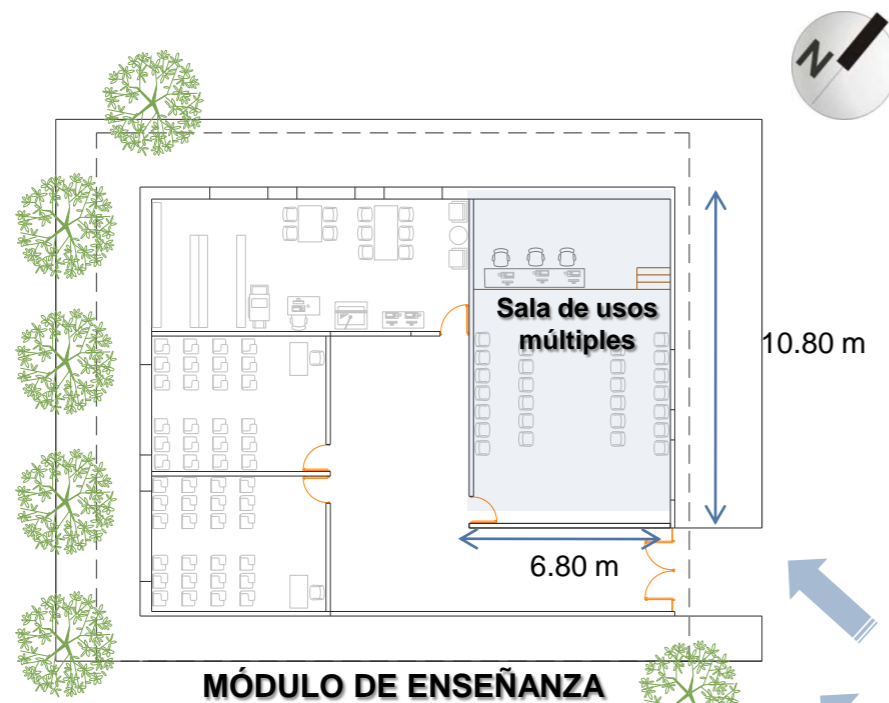 N
Sala de usos
múltiples
10.80 m
6.80 m
MÓDULO DE ENSEÑANZA